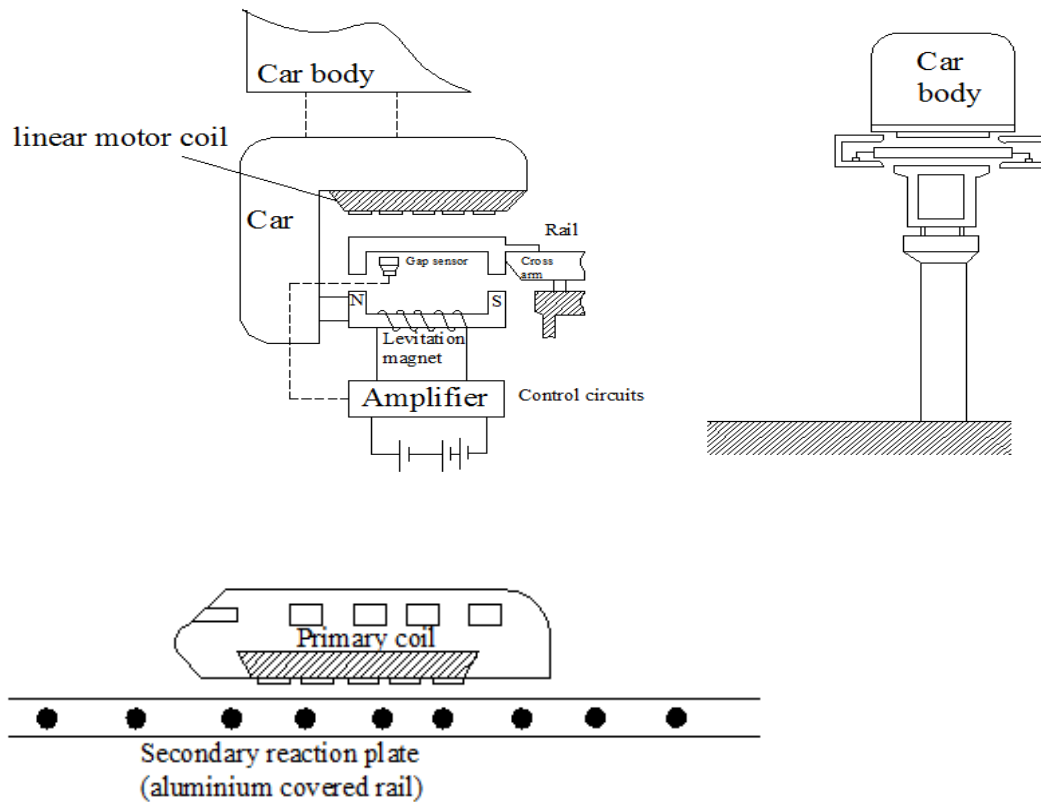 Car body
linear motor coil
Car
Rail
Gap sensor
Cross
arm
N
S
Levitation
magnet
Amplifier
Control circuits
Car
body
Primary coil
Secondary reaction plate
(aluminium covered rail)